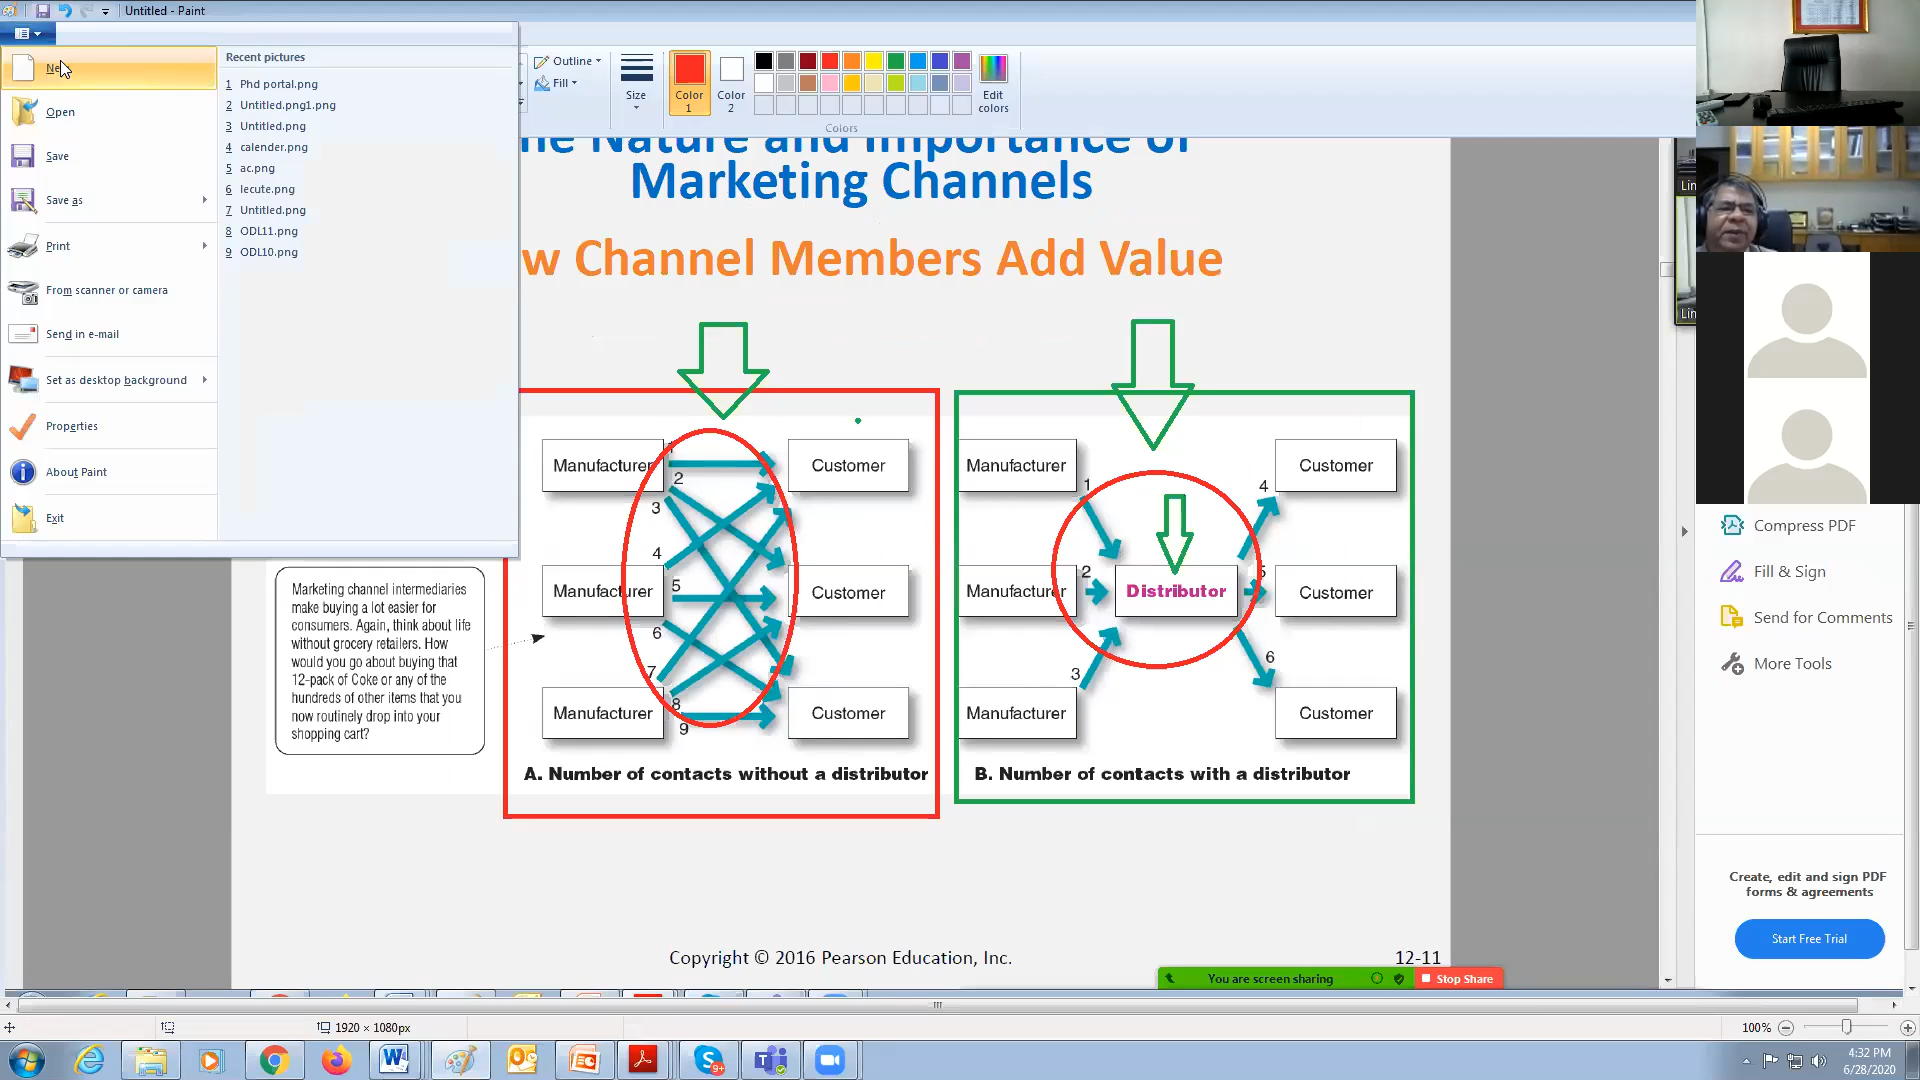 Untitled - Paint
New
Open
Save
Save as
Print
From scanner or camera
Send in e-mail
Set as desktop background
Properties
About Paint
Exit
Recent pictures
1 Phd portal.png
2 Untitled.png1.png
3 Untitled.png
4 calender.png
5 ac.png
6 lecute.png
7 Untitled.png
8 ODL11.png
9 ODL10.png
Outline
Fill
Size
Color 1
Color 2
Edit colors
Colors
he Nature and Importance of
Marketing Channels
w Channel Members Add Value
Marketing channel intermediaries
make buying a lot easier for
consumers. Again, think about life
without grocery retailers. How
would you go about buying that
12-pack of Coke or any of the
hundreds of other items that you
now routinely drop into your
shopping cart?
Manufacturer
1
2
3
Customer
Manufacturer
4
5
6
Customer
Manufacturer
7
8
9
Customer
A. Number of contacts without a distributor
Manufacturer
1
4
Customer
Manufacturer
2
Distributor
5
Customer
Manufacturer
3
6
Customer
B. Number of contacts with a distributor
Copyright © 2016 Pearson Education, Inc.
12-11
You are screen sharing
Stop Share
Lin
Lin
Compress PDF
Fill & Sign
Send for Comments
More Tools
Create, edit and sign PDF
forms & agreements
Start Free Trial
1920 × 1080px
100%
9+
4:32 PM
6/28/2020